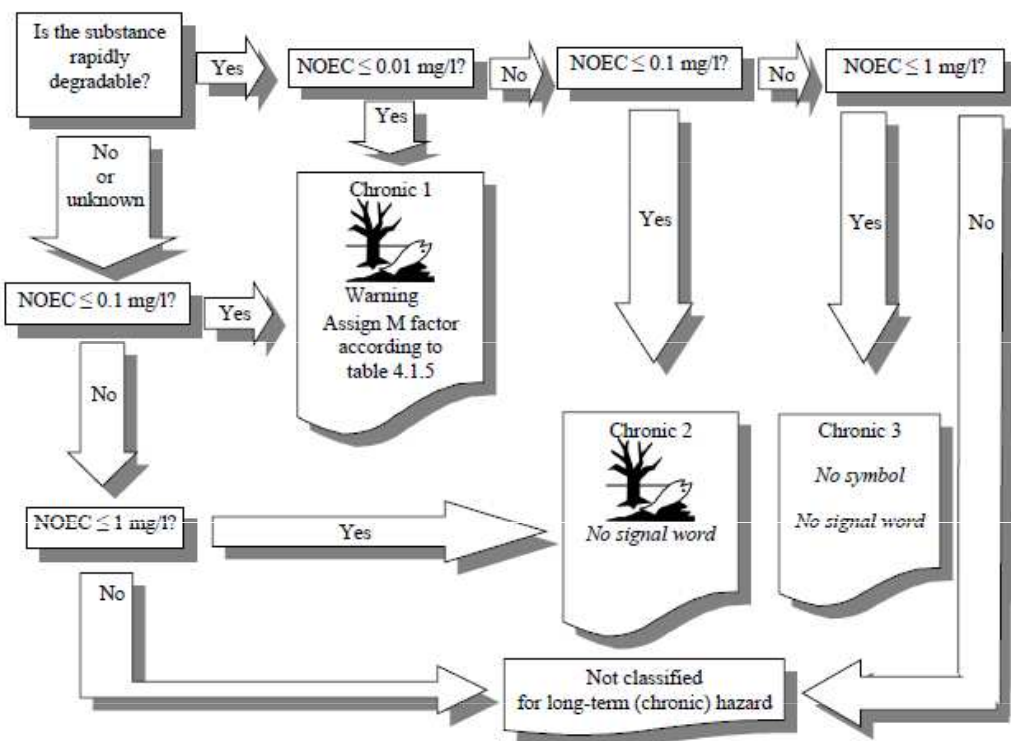 Is the substance
rapidly
degradable?
Yes
NOEC ≤ 0.01 mg/l?
No
NOEC ≤ 0.1 mg/l?
No
NOEC ≤ 1 mg/l?
Yes
No
or
unknown
Chronic 1
Warning
Assign M factor
according to
table 4.1.5
Yes
Yes
No
NOEC ≤ 0.1 mg/l?
Yes
No
Chronic 2
No signal word
Chronic 3
No symbol
No signal word
NOEC ≤ 1 mg/l?
Yes
No
Not classified
for long-term (chronic) hazard